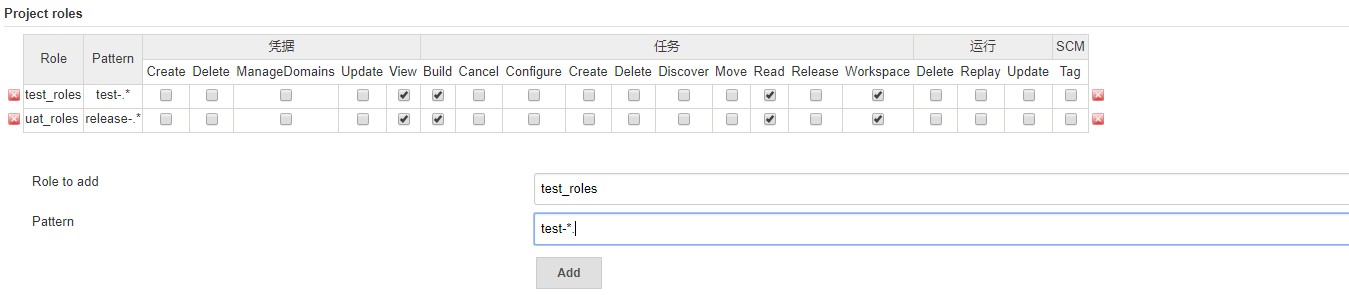 Project roles
Role Pattern 凭据 任务 运行 SCM
Create Delete ManageDomains Update View Build Cancel Configure Create Delete Discover Move Read Release Workspace Delete Replay Update Tag
test_roles test-.*
uat_roles release-.*
Role to add test_roles
Pattern test-*.
Add